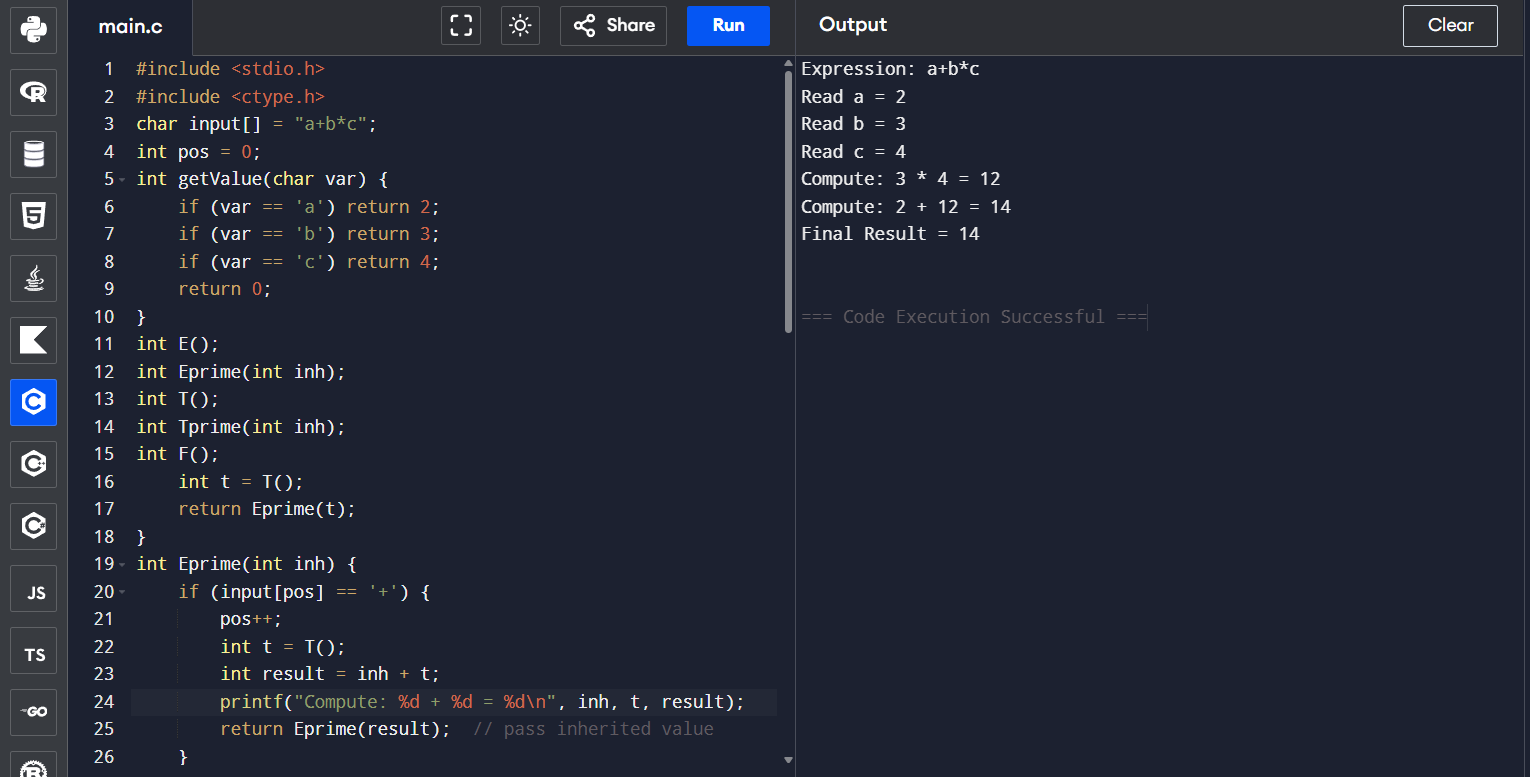 main.c
Share
Run
Output
Clear
1 #include <stdio.h>
2 #include <ctype.h>
3 char input[] = "a+b*c";
4 int pos = 0;
5 int getValue(char var) {
6     if (var == 'a') return 2;
7     if (var == 'b') return 3;
8     if (var == 'c') return 4;
9     return 0;
10 }
11 int E();
12 int Eprime(int inh);
13 int T();
14 int Tprime(int inh);
15 int F();
16     int t = T();
17     return Eprime(t);
18 }
19 int Eprime(int inh) {
20     if (input[pos] == '+') {
21         pos++;
22         int t = T();
23         int result = inh + t;
24         printf("Compute: %d + %d = %d\n", inh, t, result);
25         return Eprime(result);  // pass inherited value
26     }
Expression: a+b*c
Read a = 2
Read b = 3
Read c = 4
Compute: 3 * 4 = 12
Compute: 2 + 12 = 14
Final Result = 14
=== Code Execution Successful ===
R
5
C
C
C
JS
TS
GO
R